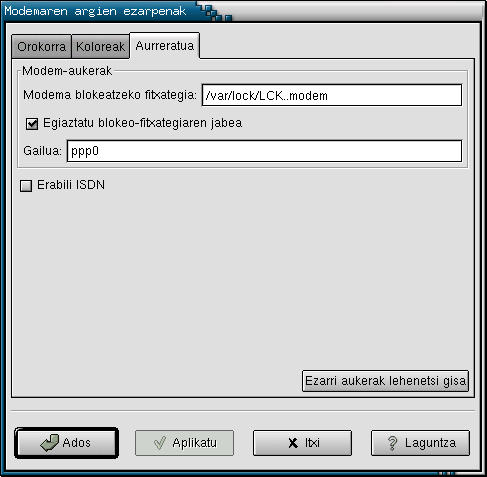 Modemaren argien ezarpenak
Orokorra Koloreak Aurreratua
Modem-aukerak
Modema blokeatzeko fitxategia: /var/lock/LCK..modem
Egiaztatu blokeo-fitxategiaren jabea
Gailua: ppp0
Erabili ISDN
Ezarri aukerak lehenetsi gisa
Ados Aplikatu Itxi Laguntza